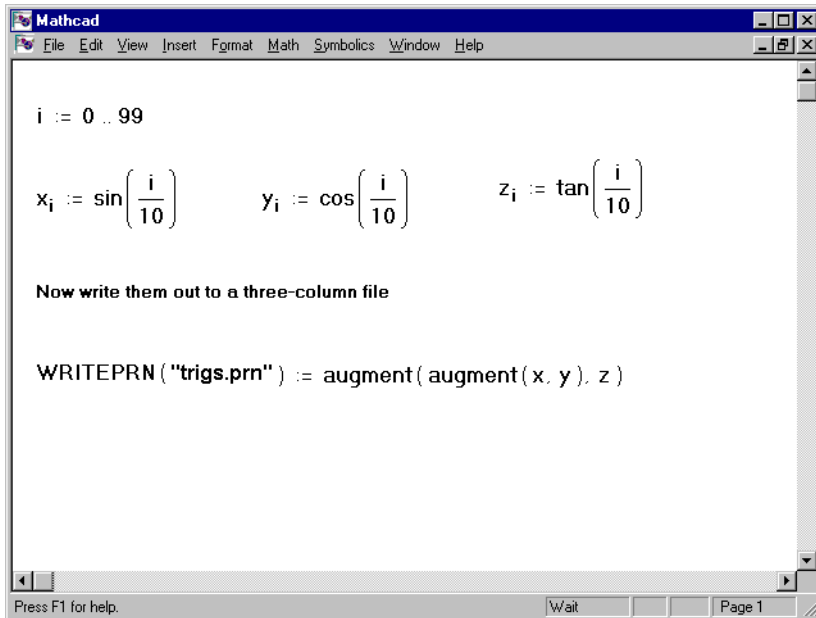 Mathcad
File Edit View Insert Format Math Symbolics Window Help
i := 0 .. 99
x_i := sin(i/10) y_i := cos(i/10) z_i := tan(i/10)
Now write them out to a three-column file
WRITEPRN("trigs.prn") := augment(augment(x, y), z)
Press F1 for help. Wait Page 1